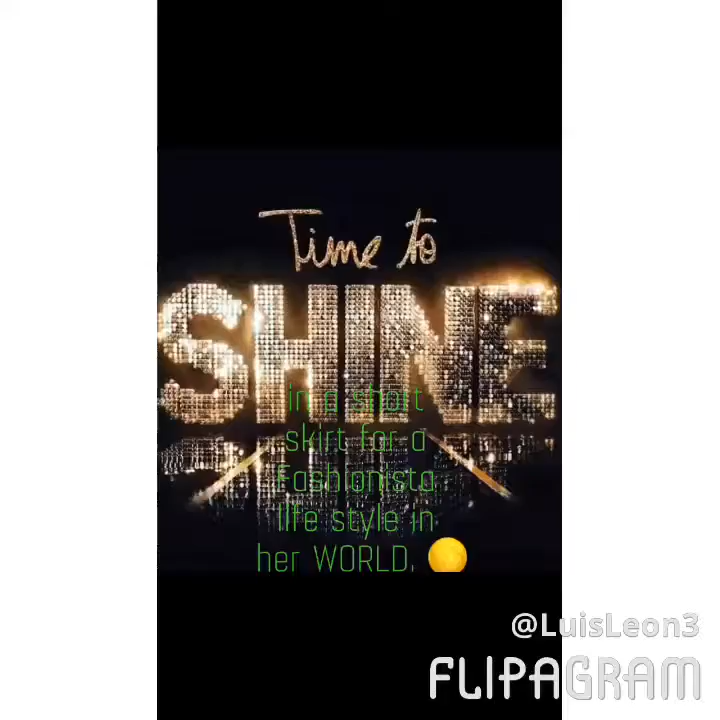 Time to
SHINE
in a short
skirt for a
Fashionista
life style in
her WORLD.
@LuisLeon3
FLIPAGRAM